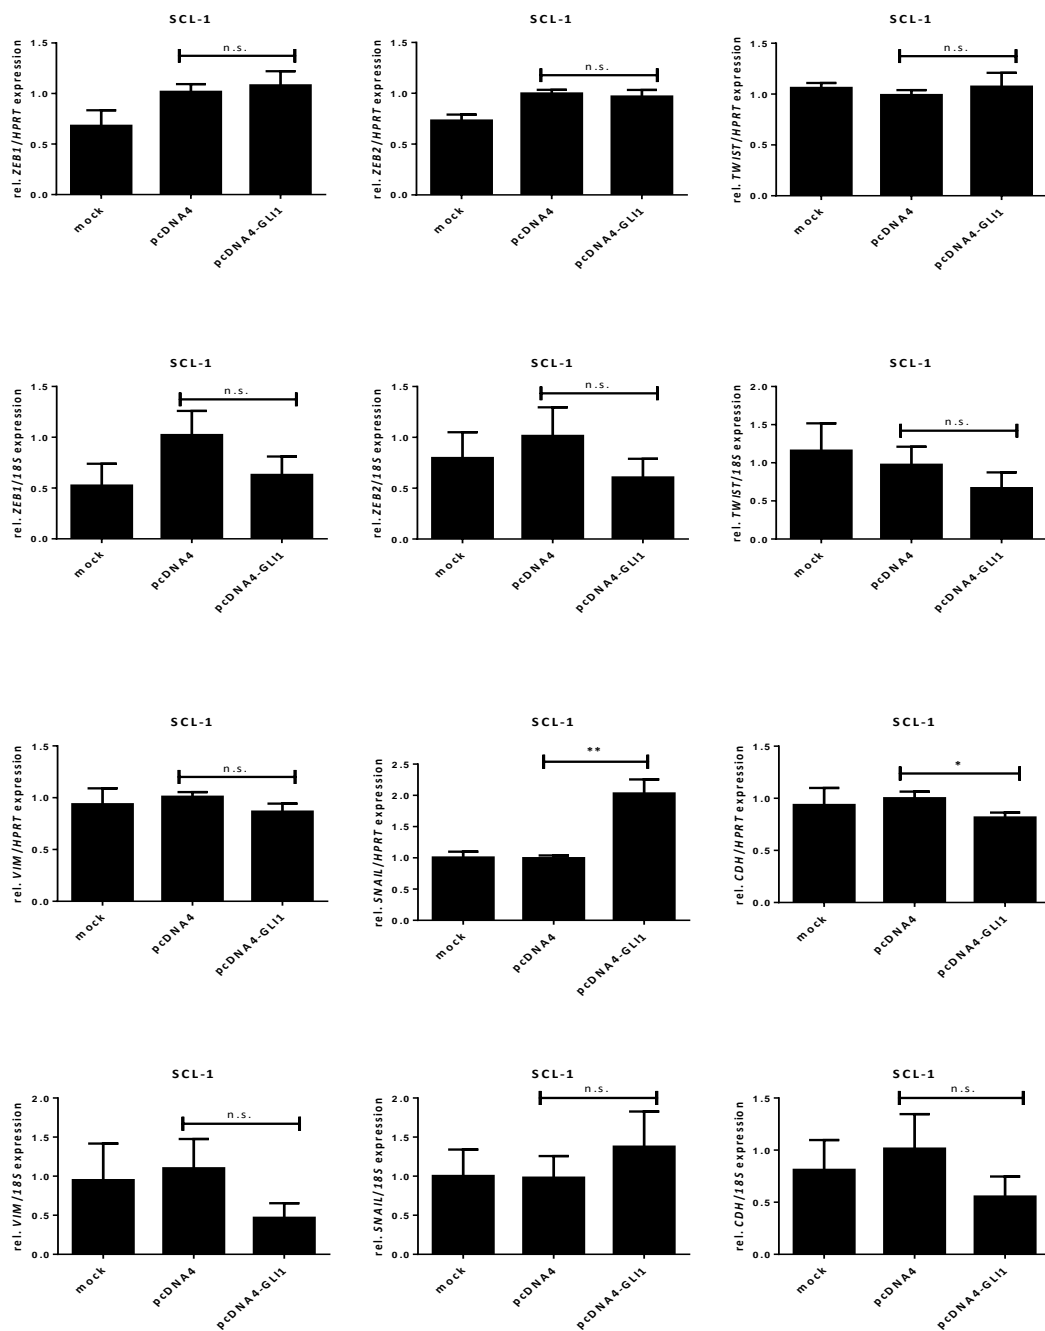 SCL-1
rel. ZEB1/HPRT expression
1.5
1.0
0.5
0.0
n.s.
mock
pcDNA4
pcDNA4-GLI1
SCL-1
rel. ZEB2/HPRT expression
1.5
1.0
0.5
0.0
n.s.
mock
pcDNA4
pcDNA4-GLI1
SCL-1
rel. TWIST/HPRT expression
1.5
1.0
0.5
0.0
n.s.
mock
pcDNA4
pcDNA4-GLI1
SCL-1
rel. ZEB1/18S expression
1.5
1.0
0.5
0.0
n.s.
mock
pcDNA4
pcDNA4-GLI1
SCL-1
rel. ZEB2/18S expression
1.5
1.0
0.5
0.0
n.s.
mock
pcDNA4
pcDNA4-GLI1
SCL-1
rel. TWIST/18S expression
2.0
1.5
1.0
0.5
0.0
n.s.
mock
pcDNA4
pcDNA4-GLI1
SCL-1
rel. VIM/HPRT expression
1.5
1.0
0.5
0.0
n.s.
mock
pcDNA4
pcDNA4-GLI1
SCL-1
rel. SNAIL/HPRT expression
2.5
2.0
1.5
1.0
0.5
0.0
**
mock
pcDNA4
pcDNA4-GLI1
SCL-1
rel. CDH/HPRT expression
1.5
1.0
0.5
0.0
*
mock
pcDNA4
pcDNA4-GLI1
SCL-1
rel. VIM/18S expression
2.0
1.5
1.0
0.5
0.0
n.s.
mock
pcDNA4
pcDNA4-GLI1
SCL-1
rel. SNAIL/18S expression
2.0
1.5
1.0
0.5
0.0
n.s.
mock
pcDNA4
pcDNA4-GLI1
SCL-1
rel. CDH/18S expression
1.5
1.0
0.5
0.0
n.s.
mock
pcDNA4
pcDNA4-GLI1